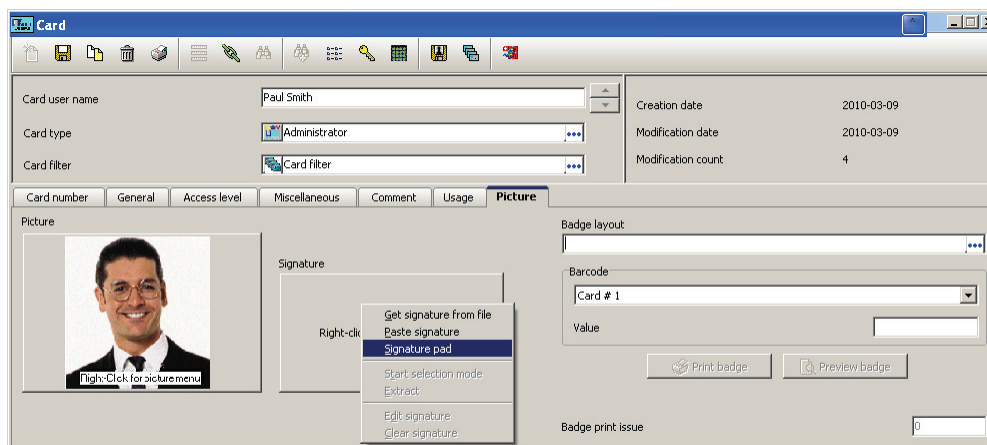 Card
Card user name
Paul Smith
Card type
Administrator
Card filter
Card filter
Creation date
2010-03-09
Modification date
2010-03-09
Modification count
4
Card number
General
Access level
Miscellaneous
Comment
Usage
Picture
Picture
Right-Click for picture menu
Signature
Right-clic
Get signature from file
Paste signature
Signature pad
Start selection mode
Extract
Edit signature
Clear signature
Badge layout
Barcode
Card # 1
Value
Print badge
Preview badge
Badge print issue
0